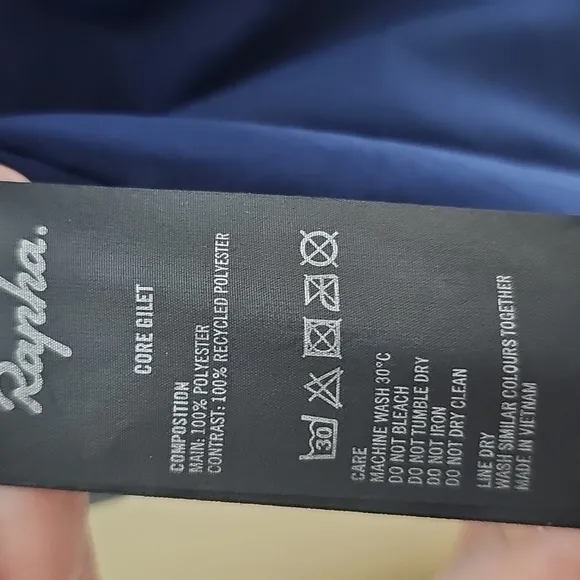 Rapha.
CORE GILET
COMPOSITION
MAIN: 100% POLYESTER
CONTRAST: 100% RECYCLED POLYESTER
30
CARE
MACHINE WASH 30°C
DO NOT BLEACH
DO NOT TUMBLE DRY
DO NOT IRON
DO NOT DRY CLEAN
LINE DRY
WASH SIMILAR COLOURS TOGETHER
MADE IN VIETNAM